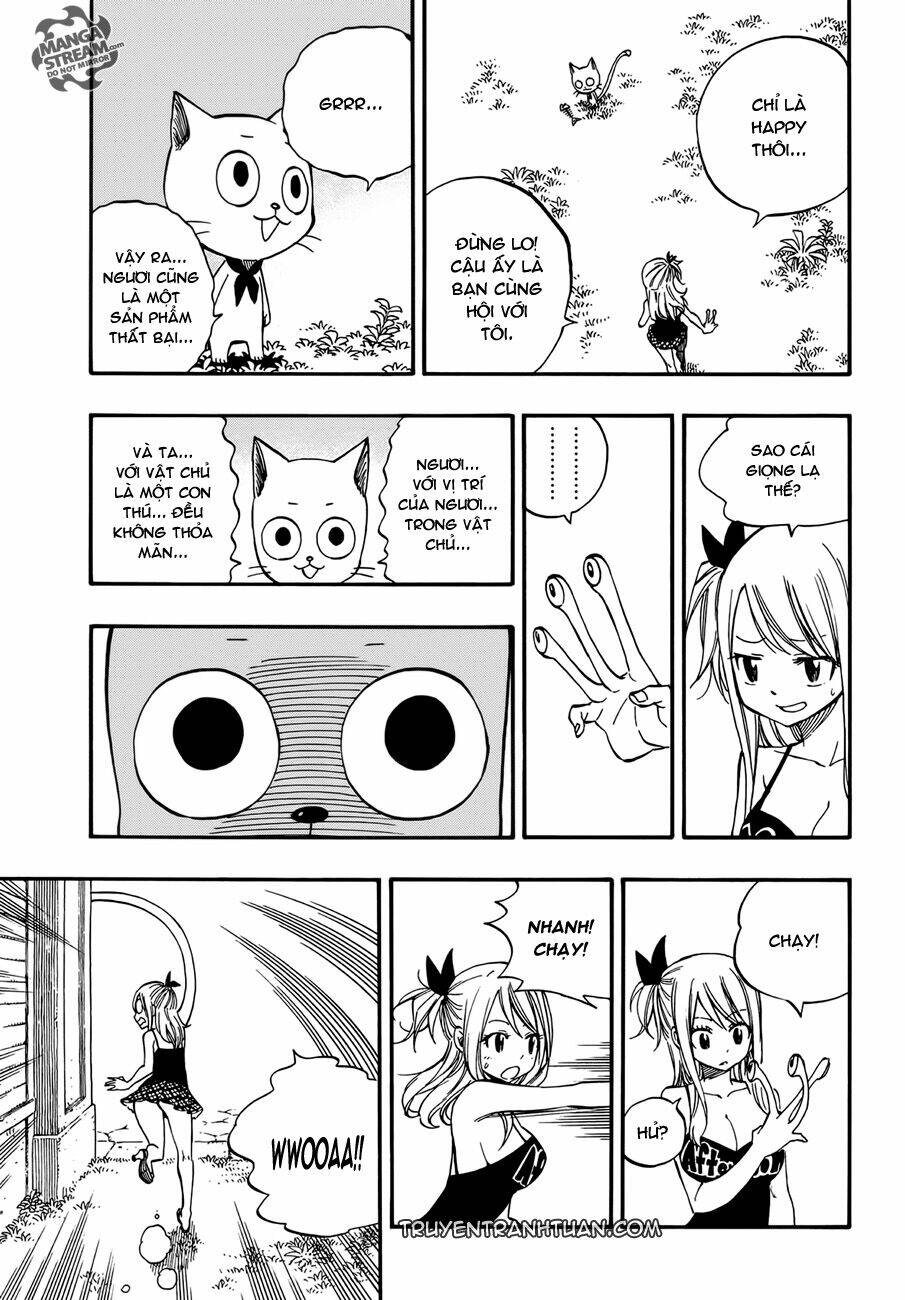 MANGA
STREAM.com
DO NOT MIRROR
CHỈ LÀ
HAPPY
THÔI...
ĐỪNG LO!
CẬU ẤY LÀ
BẠN CÙNG
HỘI VỚI
TÔI.
GRRR...
VẬY RA...
NGƯƠI CŨNG
LÀ MỘT
SẢN PHẨM
THẤT BẠI...
SAO CÁI
GIỌNG LẠ
THẾ?
.........
.........
NGƯƠI...
VỚI VỊ TRÍ
CỦA NGƯƠI...
TRONG VẬT
CHỦ...
VÀ TA...
VỚI VẬT CHỦ
LÀ MỘT CON
THÚ... ĐỀU
KHÔNG THỎA
MÃN...
CHẠY!
HỬ?
NHANH!
CHẠY!
WWOOAA!!
TRUYENTRANHTUAN.COM